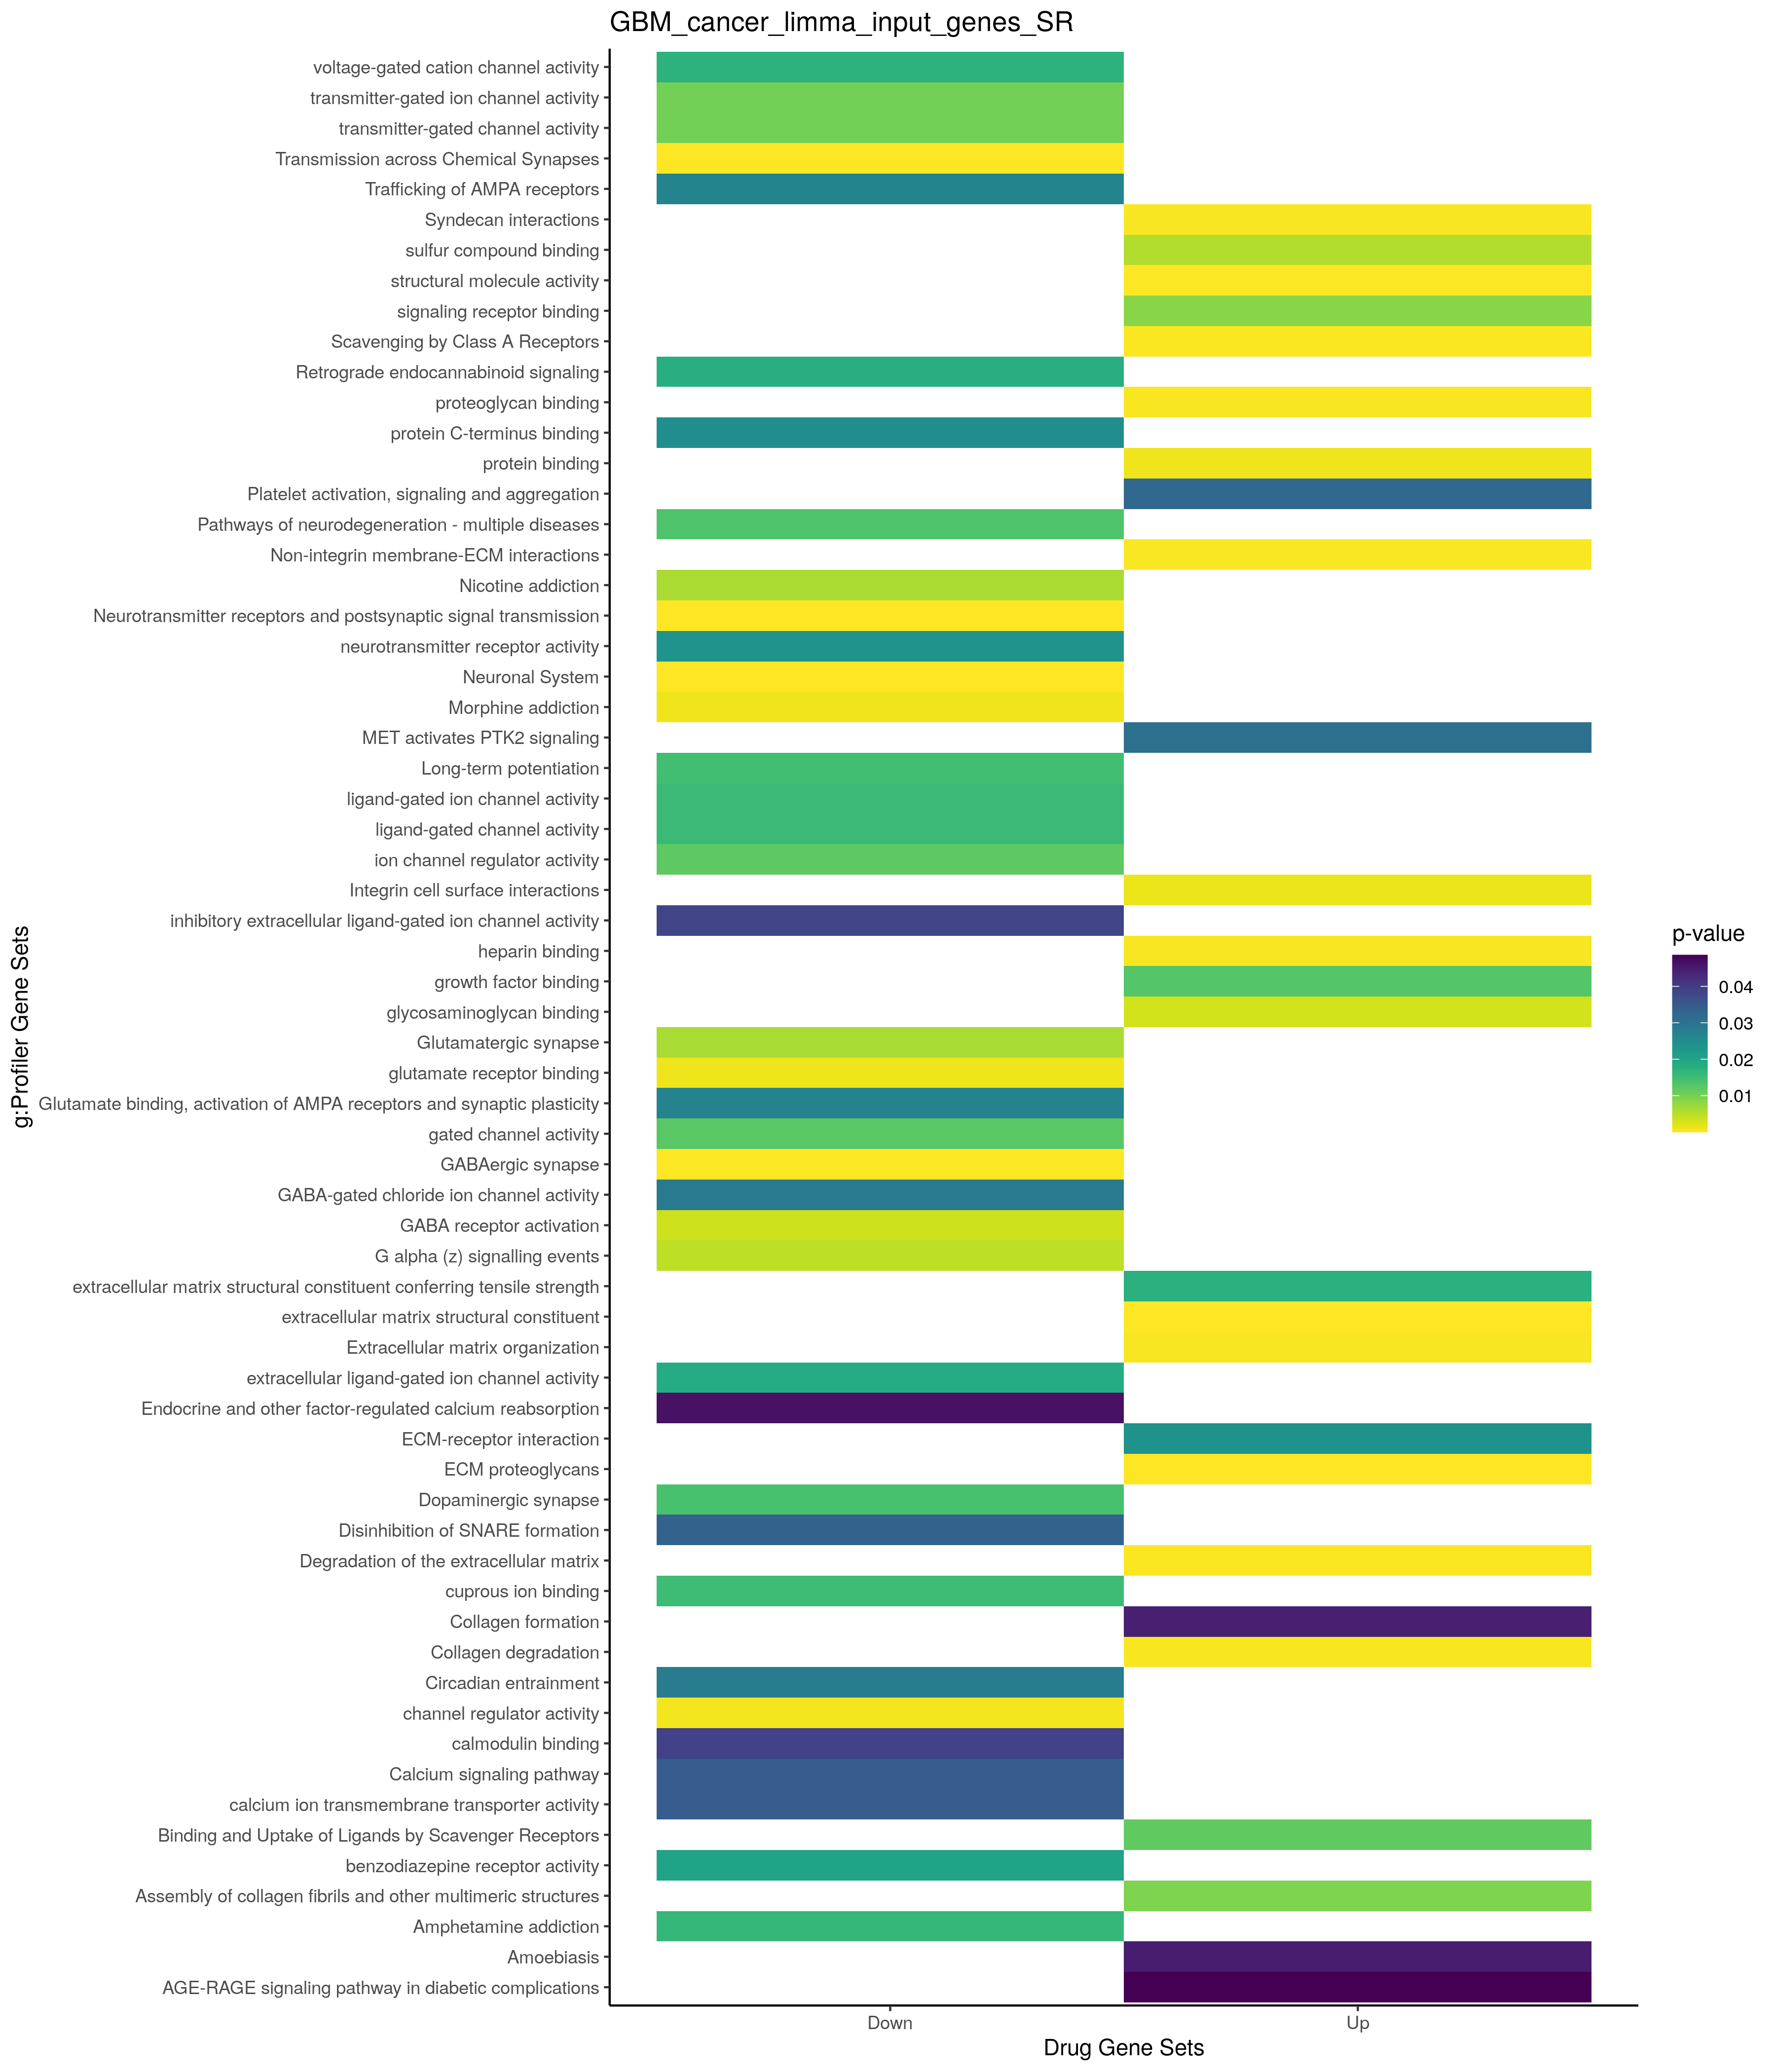 GBM_cancer_limma_input_genes_SR
voltage-gated cation channel activity
transmitter-gated ion channel activity
transmitter-gated channel activity
Transmission across Chemical Synapses
Trafficking of AMPA receptors
Syndecan interactions
sulfur compound binding
structural molecule activity
signaling receptor binding
Scavenging by Class A Receptors
Retrograde endocannabinoid signaling
proteoglycan binding
protein C-terminus binding
protein binding
Platelet activation, signaling and aggregation
Pathways of neurodegeneration - multiple diseases
Non-integrin membrane-ECM interactions
Nicotine addiction
Neurotransmitter receptors and postsynaptic signal transmission
neurotransmitter receptor activity
Neuronal System
Morphine addiction
MET activates PTK2 signaling
Long-term potentiation
ligand-gated ion channel activity
ligand-gated channel activity
ion channel regulator activity
Integrin cell surface interactions
inhibitory extracellular ligand-gated ion channel activity
heparin binding
growth factor binding
glycosaminoglycan binding
Glutamatergic synapse
glutamate receptor binding
Glutamate binding, activation of AMPA receptors and synaptic plasticity
gated channel activity
GABAergic synapse
GABA-gated chloride ion channel activity
GABA receptor activation
G alpha (z) signalling events
extracellular matrix structural constituent conferring tensile strength
extracellular matrix structural constituent
Extracellular matrix organization
extracellular ligand-gated ion channel activity
Endocrine and other factor-regulated calcium reabsorption
ECM-receptor interaction
ECM proteoglycans
Dopaminergic synapse
Disinhibition of SNARE formation
Degradation of the extracellular matrix
cuprous ion binding
Collagen formation
Collagen degradation
Circadian entrainment
channel regulator activity
calmodulin binding
Calcium signaling pathway
calcium ion transmembrane transporter activity
Binding and Uptake of Ligands by Scavenger Receptors
benzodiazepine receptor activity
Assembly of collagen fibrils and other multimeric structures
Amphetamine addiction
Amoebiasis
AGE-RAGE signaling pathway in diabetic complications
g:Profiler Gene Sets
Down
Up
Drug Gene Sets
p-value
0.04
0.03
0.02
0.01